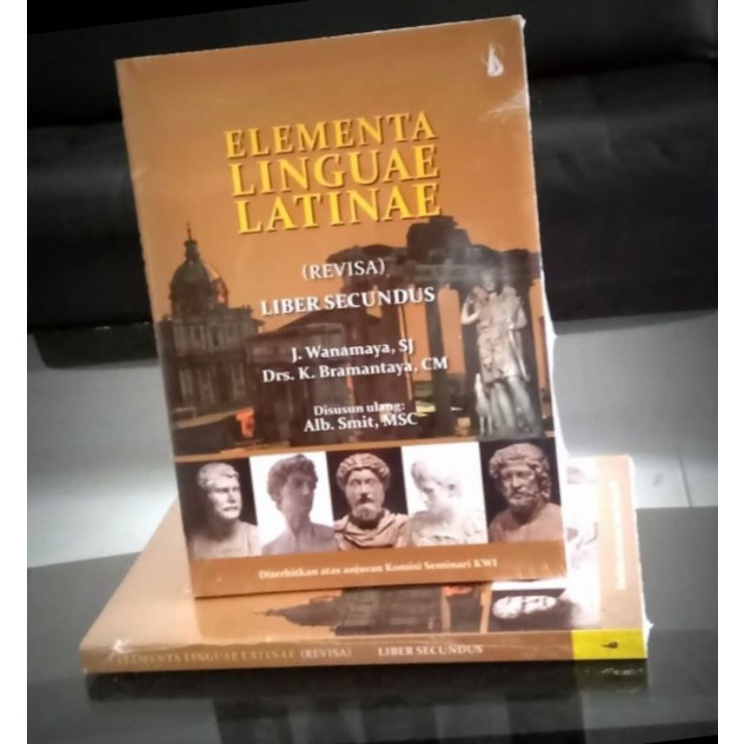 ELEMENTA
LINGUAE
LATINAE
(REVISA)
LIBER SECUNDUS
J. Wanamaya, SJ
Drs. K. Bramantaya, CM
Disusun ulang:
Alb. Smit, MSC
Diterbitkan atas anjuran Komisi Seminari KWI
ELEMENTA LINGUAE LATINAE (REVISA) LIBER SECUNDUS